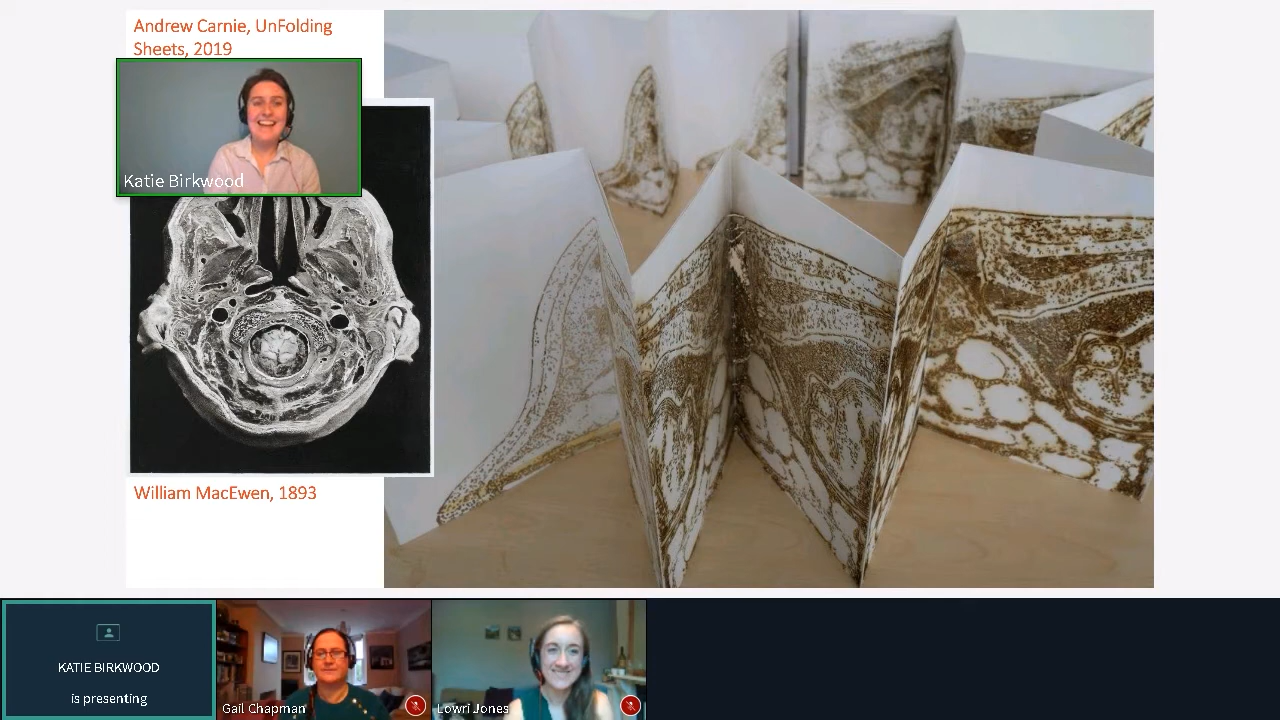 Andrew Carnie, UnFolding
Sheets, 2019
Katie Birkwood
William MacEwen, 1893
KATIE BIRKWOOD
is presenting
Gail Chapman
Lowri Jones